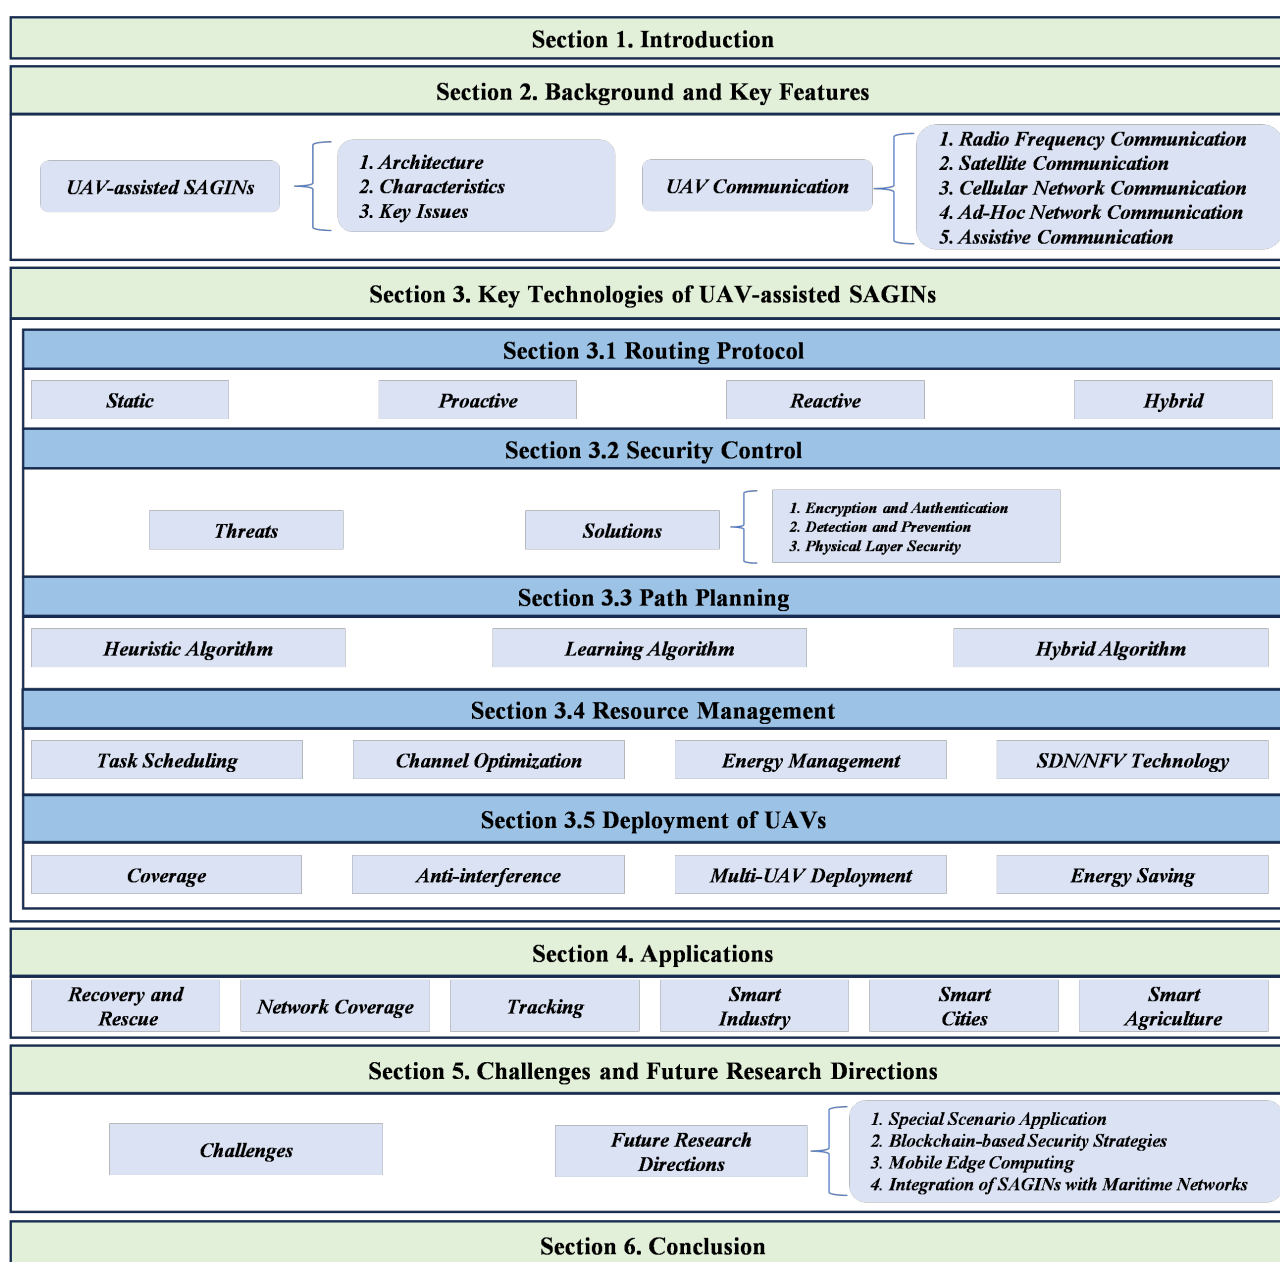 Section 1. Introduction
Section 2. Background and Key Features
UAV-assisted SAGINs
1. Architecture
2. Characteristics
3. Key Issues
UAV Communication
1. Radio Frequency Communication
2. Satellite Communication
3. Cellular Network Communication
4. Ad-Hoc Network Communication
5. Assistive Communication
Section 3. Key Technologies of UAV-assisted SAGINs
Section 3.1 Routing Protocol
Static
Proactive
Reactive
Hybrid
Section 3.2 Security Control
Threats
Solutions
1. Encryption and Authentication
2. Detection and Prevention
3. Physical Layer Security
Section 3.3 Path Planning
Heuristic Algorithm
Learning Algorithm
Hybrid Algorithm
Section 3.4 Resource Management
Task Scheduling
Channel Optimization
Energy Management
SDN/NFV Technology
Section 3.5 Deployment of UAVs
Coverage
Anti-interference
Multi-UAV Deployment
Energy Saving
Section 4. Applications
Recovery and
Rescue
Network Coverage
Tracking
Smart
Industry
Smart
Cities
Smart
Agriculture
Section 5. Challenges and Future Research Directions
Challenges
Future Research
Directions
1. Special Scenario Application
2. Blockchain-based Security Strategies
3. Mobile Edge Computing
4. Integration of SAGINs with Maritime Networks
Section 6. Conclusion